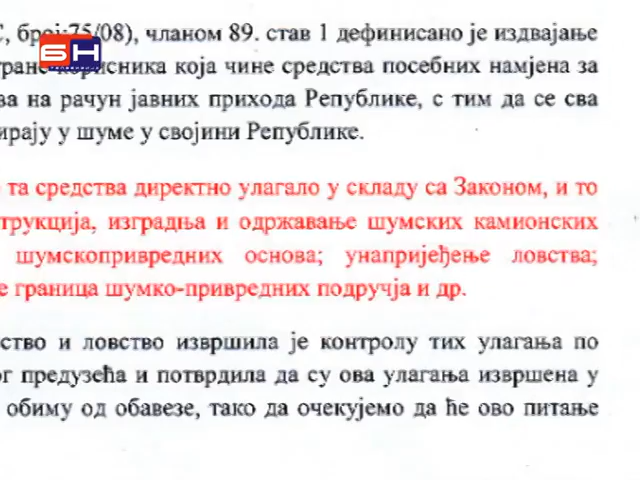 БН
С, број:75/08), чланом 89. став 1 дефинисано је издвајање
тране корисника која чине средства посебних намјена за
ва на рачун јавних прихода Републике, с тим да се сва
тирају у шуме у својини Републике.
та средства директно улагало у складу са Законом, и то
трукција, изградња и одржавање шумских камионских
шумскопривредних основа; унапријеђење ловства;
е граница шумко-привредних подручја и др.
ство и ловство извршила је контролу тих улагања по
ог предузећа и потврдила да су ова улагања извршена у
обиму од обавезе, тако да очекујемо да ће ово питање